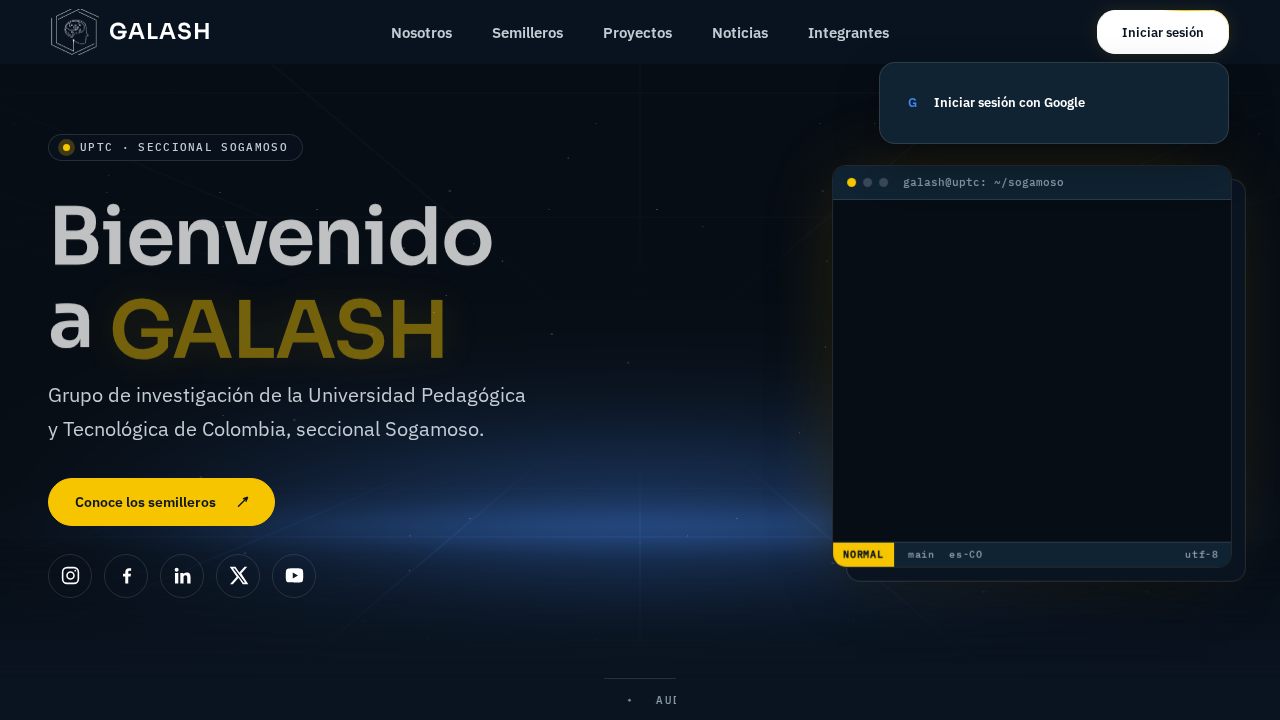 GALASH
Nosotros
Semilleros
Proyectos
Noticias
Integrantes
Iniciar sesión
G Iniciar sesión con Google
UPTC · SECCIONAL SOGAMOSO
galash@uptc: ~/sogamoso
Bienvenido
a GALASH
Grupo de investigación de la Universidad Pedagógica
y Tecnológica de Colombia, seccional Sogamoso.
Conoce los semilleros ↗
NORMAL main es-CO utf-8